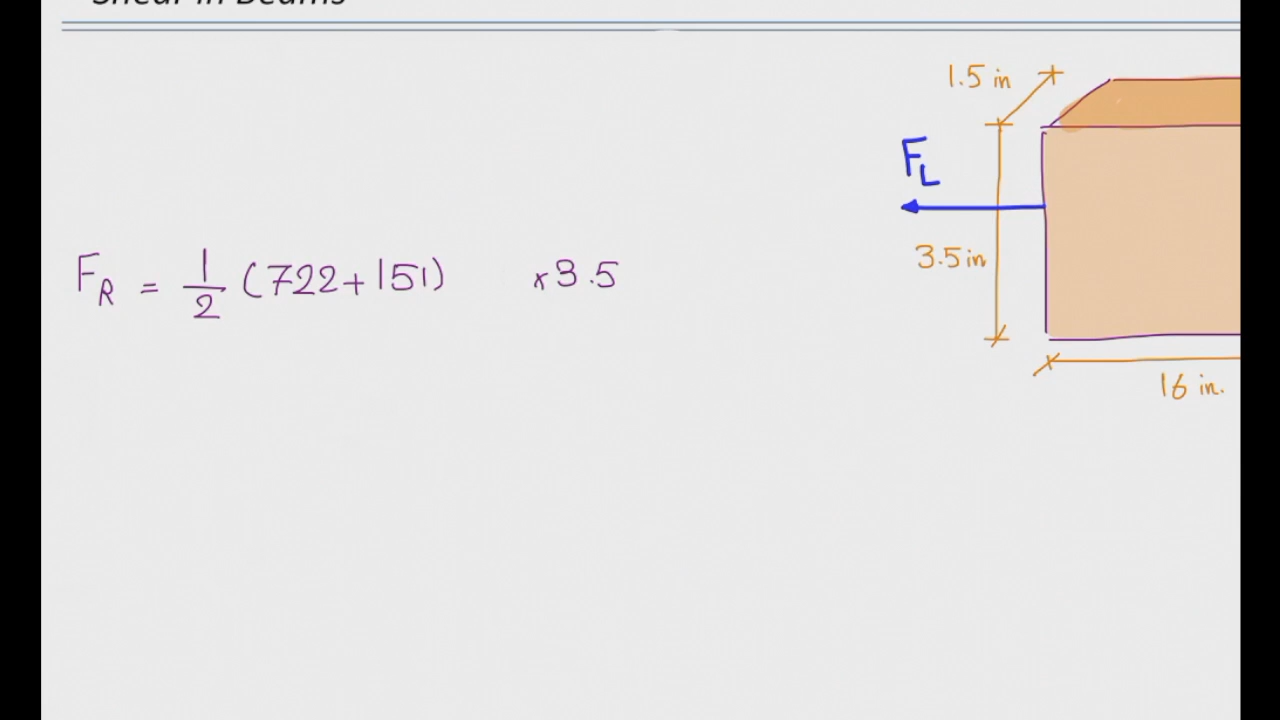 Shear in Beams
1.5 in
F_L
3.5 in
F_R = 1/2 (722+151) ×3.5
16 in.